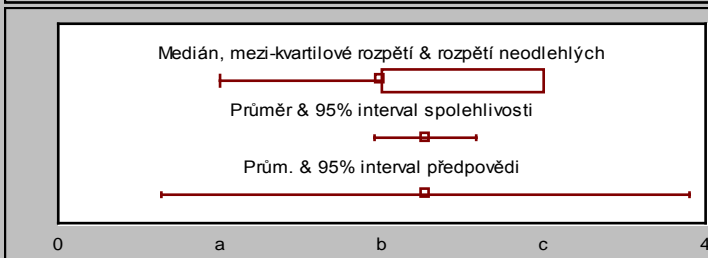 Medián, mezi-kvartilové rozpětí & rozpětí neodlehlých
Průměr & 95% interval spolehlivosti
Prům. & 95% interval předpovědi
0 a b c 4